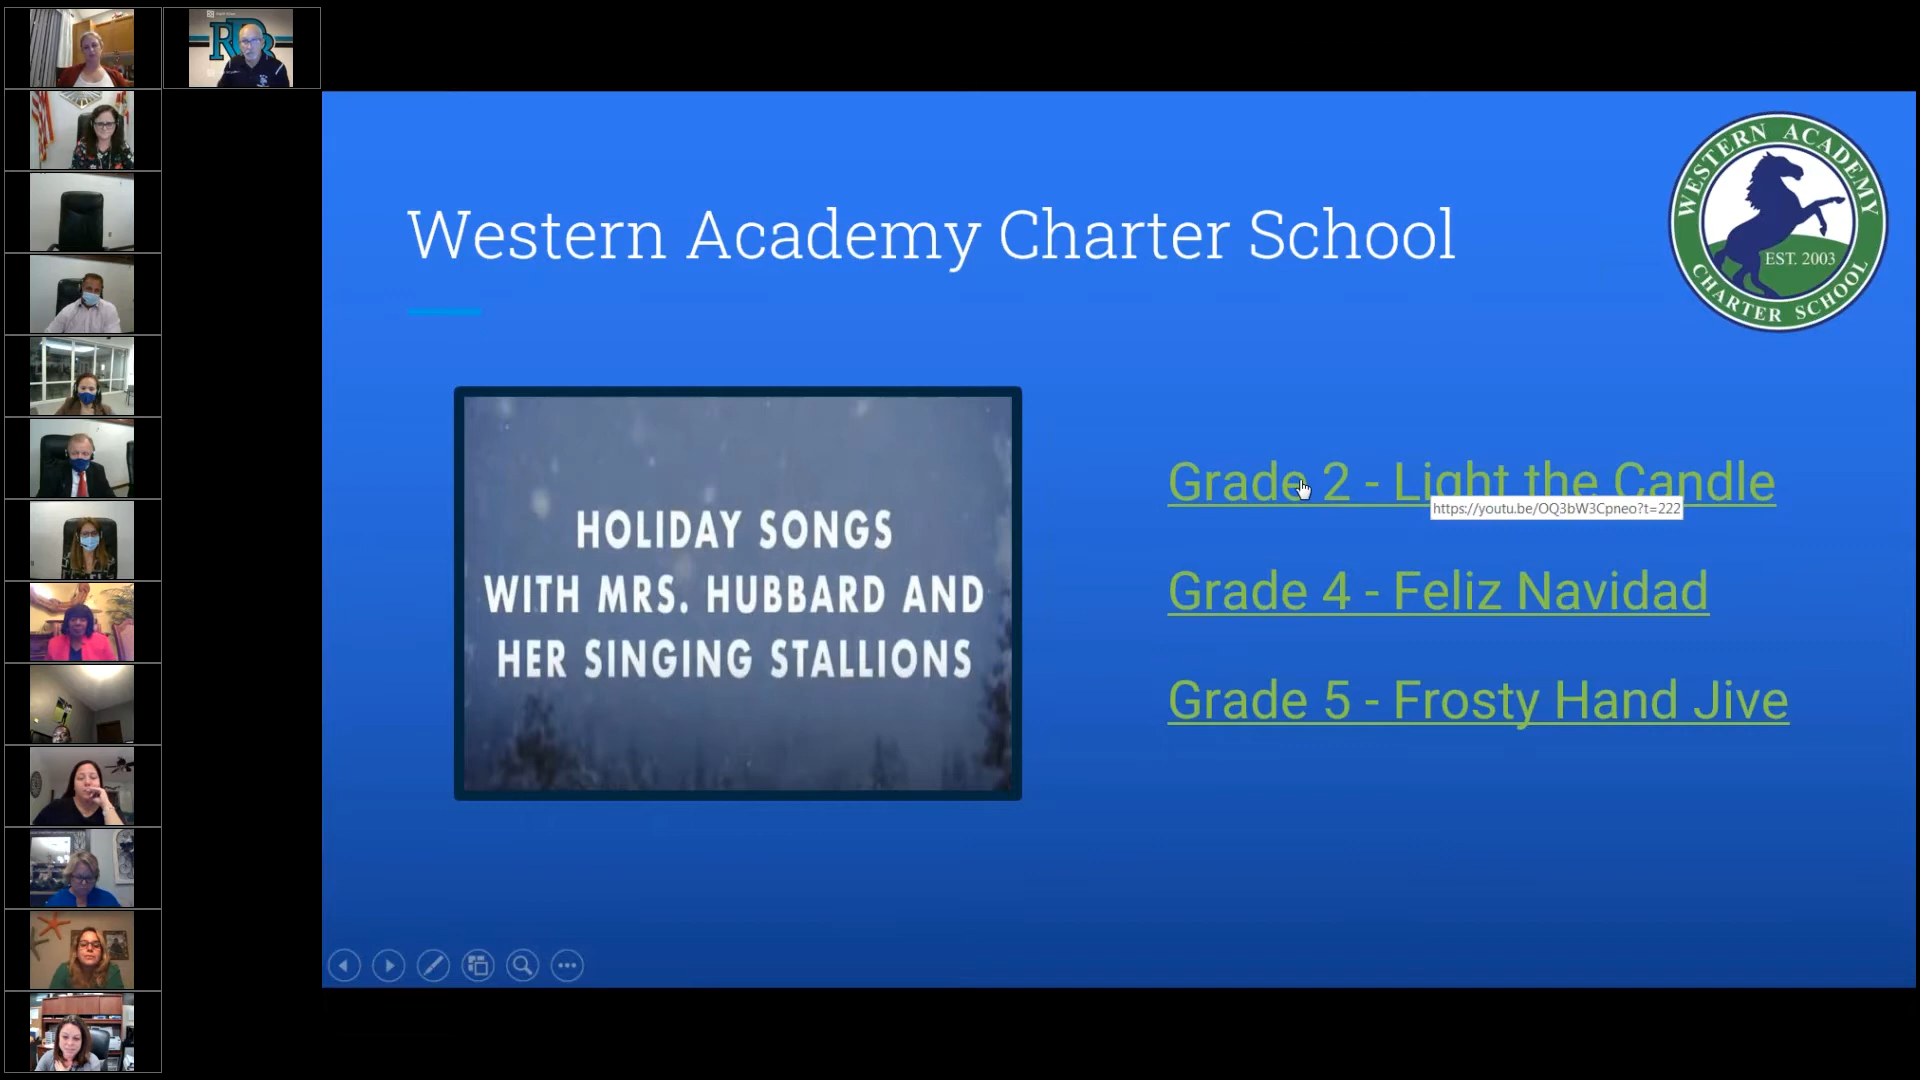 Western Academy Charter School
WESTERN ACADEMY
EST. 2003
CHARTER SCHOOL
HOLIDAY SONGS
WITH MRS. HUBBARD AND
HER SINGING STALLIONS
Grade 2 - Light the Candle
https://youtu.be/OQ3bW3Cpneo?t=222
Grade 4 - Feliz Navidad
Grade 5 - Frosty Hand Jive